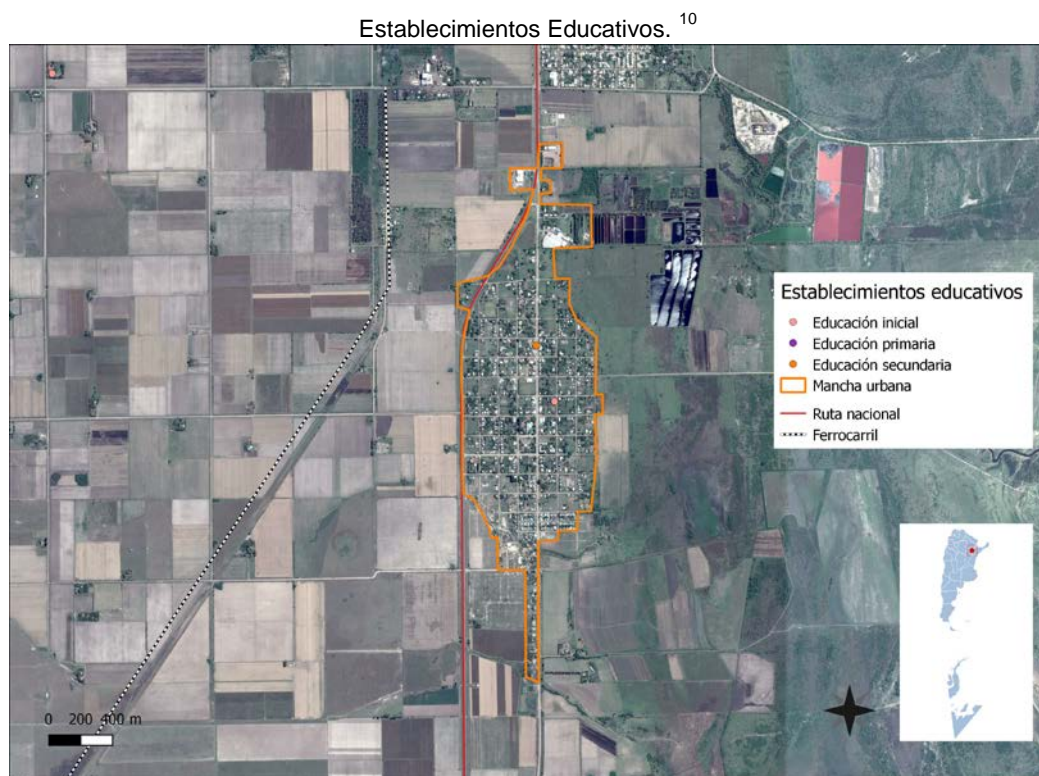 Establecimientos Educativos. 10
Establecimientos educativos
Educación inicial
Educación primaria
Educación secundaria
Mancha urbana
Ruta nacional
Ferrocarril
0 200 400 m